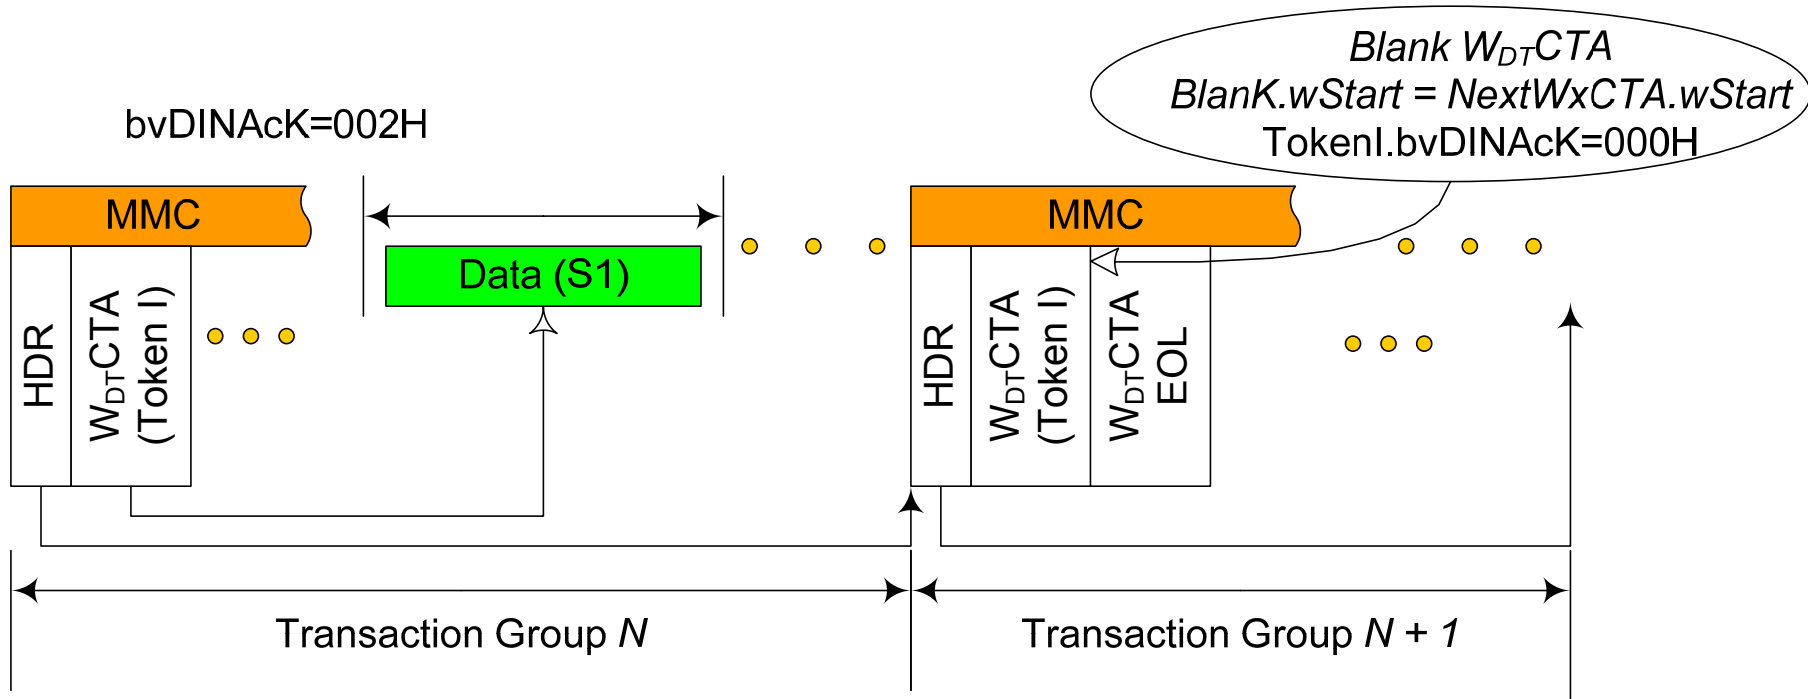 Blank WDTCTA
BlanK.wStart = NextWxCTA.wStart
TokenI.bvDINAcK=000H
bvDINAcK=002H
MMC
MMC
Data (S1)
HDR
WDTCTA
(Token I)
HDR
WDTCTA
(Token I)
WDTCTA
EOL
Transaction Group N
Transaction Group N + 1